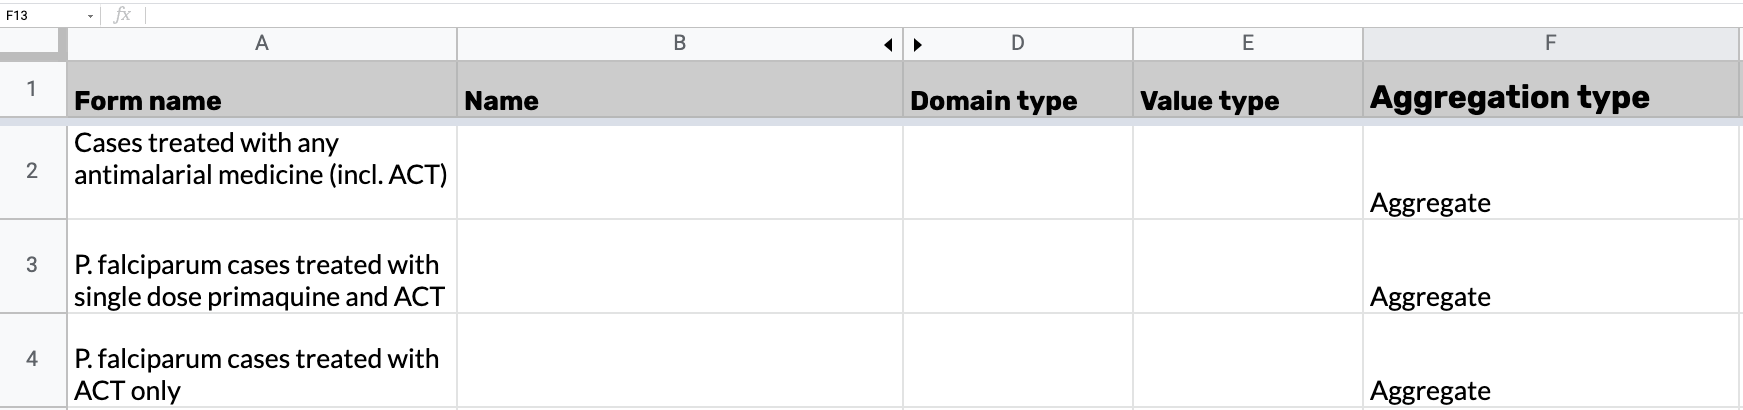 F13
fx
A B D E F
1 Form name Name Domain type Value type Aggregation type
Cases treated with any
2 antimalarial medicine (incl. ACT)
Aggregate
3 P. falciparum cases treated with
single dose primaquine and ACT Aggregate
4 P. falciparum cases treated with
ACT only Aggregate